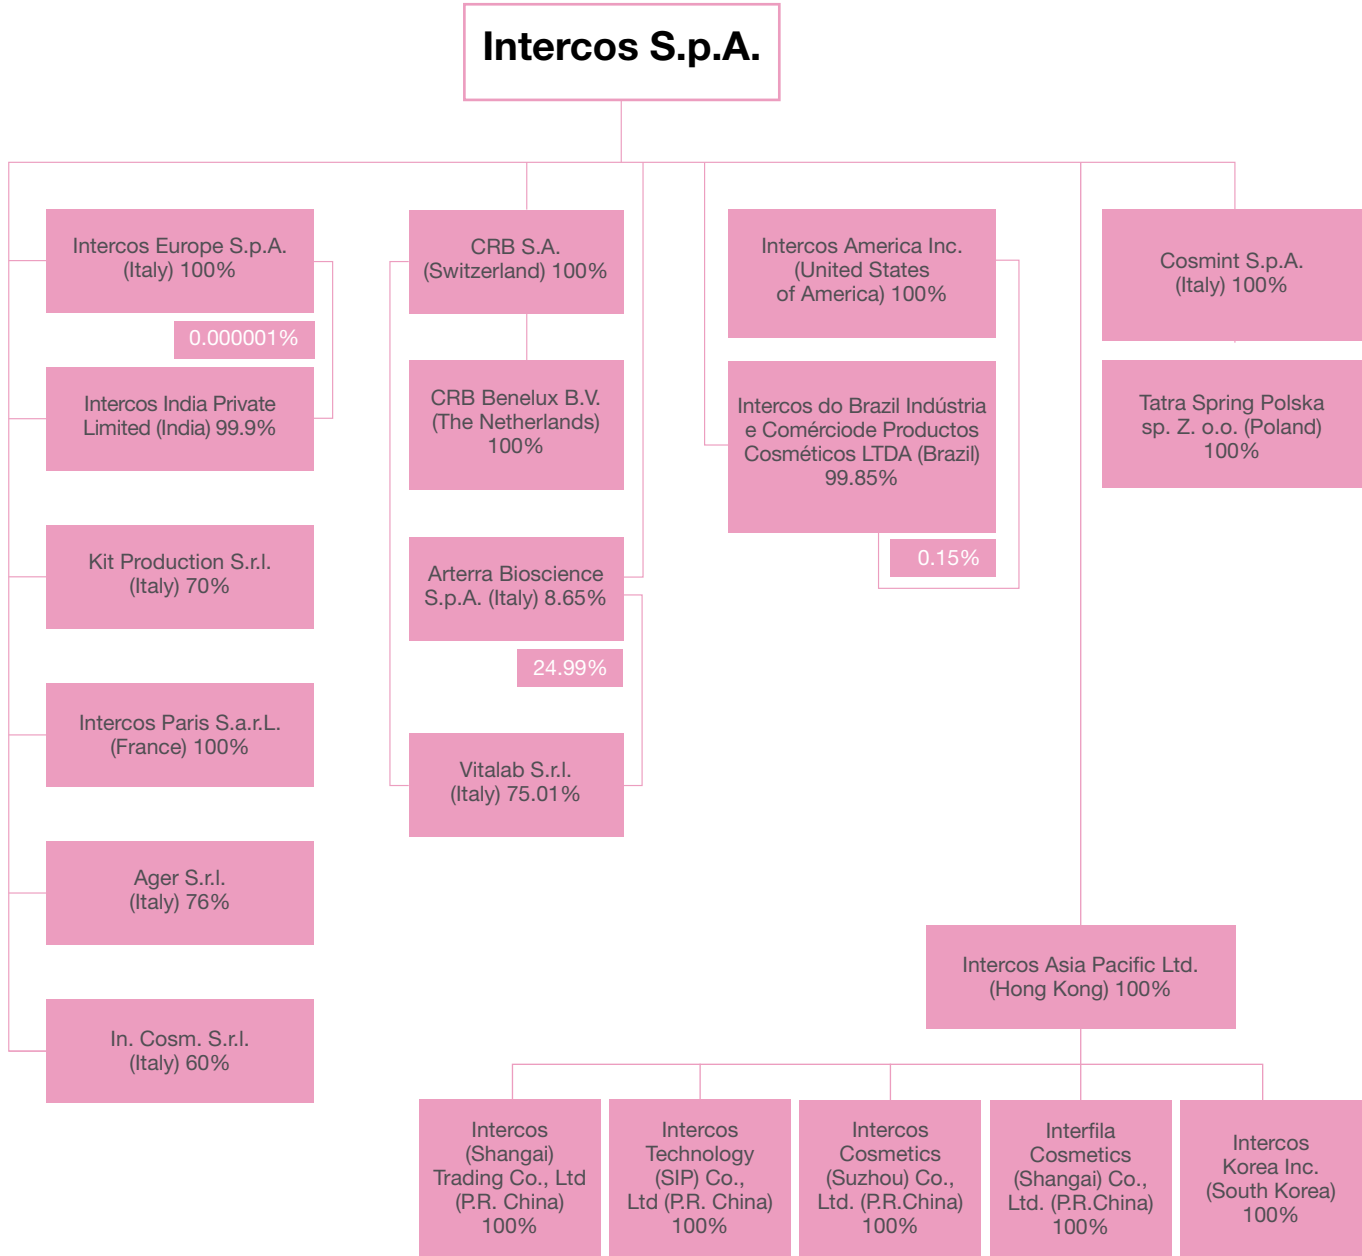 Intercos S.p.A.
Intercos Europe S.p.A.
(Italy) 100%
0.000001%
Intercos India Private
Limited (India) 99.9%
Kit Production S.r.l.
(Italy) 70%
Intercos Paris S.a.r.L.
(France) 100%
Ager S.r.l.
(Italy) 76%
In. Cosm. S.r.l.
(Italy) 60%
CRB S.A.
(Switzerland) 100%
CRB Benelux B.V.
(The Netherlands)
100%
Arterra Bioscience
S.p.A. (Italy) 8.65%
24.99%
Vitalab S.r.l.
(Italy) 75.01%
Intercos America Inc.
(United States
of America) 100%
Intercos do Brazil Indústria
e Comérciode Productos
Cosméticos LTDA (Brazil)
99.85%
0.15%
Cosmint S.p.A.
(Italy) 100%
Tatra Spring Polska
sp. Z. o.o. (Poland)
100%
Intercos Asia Pacific Ltd.
(Hong Kong) 100%
Intercos
(Shangai)
Trading Co., Ltd
(P.R. China)
100%
Intercos
Technology
(SIP) Co.,
Ltd (P.R. China)
100%
Intercos
Cosmetics
(Suzhou) Co.,
Ltd. (P.R.China)
100%
Interfila
Cosmetics
(Shangai) Co.,
Ltd. (P.R.China)
100%
Intercos
Korea Inc.
(South Korea)
100%